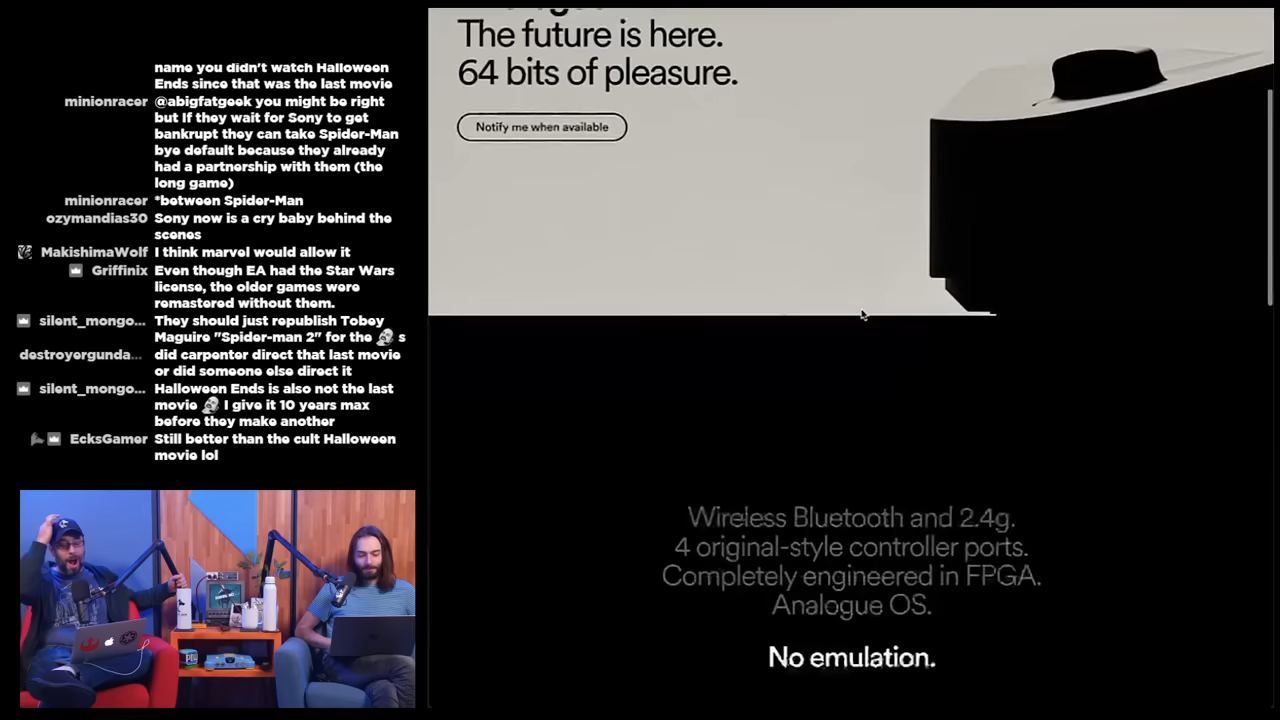 name you didn't watch Halloween
Ends since that was the last movie
minionracer @abigfatgeek you might be right
but If they wait for Sony to get
bankrupt they can take Spider-Man
bye default because they already
had a partnership with them (the
long game)
minionracer *between Spider-Man
ozymandias30 Sony now is a cry baby behind the
scenes
MakishimaWolf I think marvel would allow it
Griffinix Even though EA had the Star Wars
license, the older games were
remastered without them.
silent_mongo... They should just republish Tobey
Maguire "Spider-man 2" for the s
destroyergunda... did carpenter direct that last movie
or did someone else direct it
silent_mongo... Halloween Ends is also not the last
movie I give it 10 years max
before they make another
EcksGamer Still better than the cult Halloween
movie lol
The future is here.
64 bits of pleasure.
Notify me when available
Wireless Bluetooth and 2.4g.
4 original-style controller ports.
Completely engineered in FPGA.
Analogue OS.
No emulation.